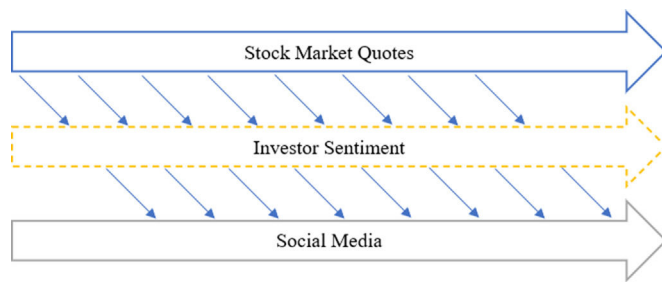 Stock Market Quotes
Investor Sentiment
Social Media